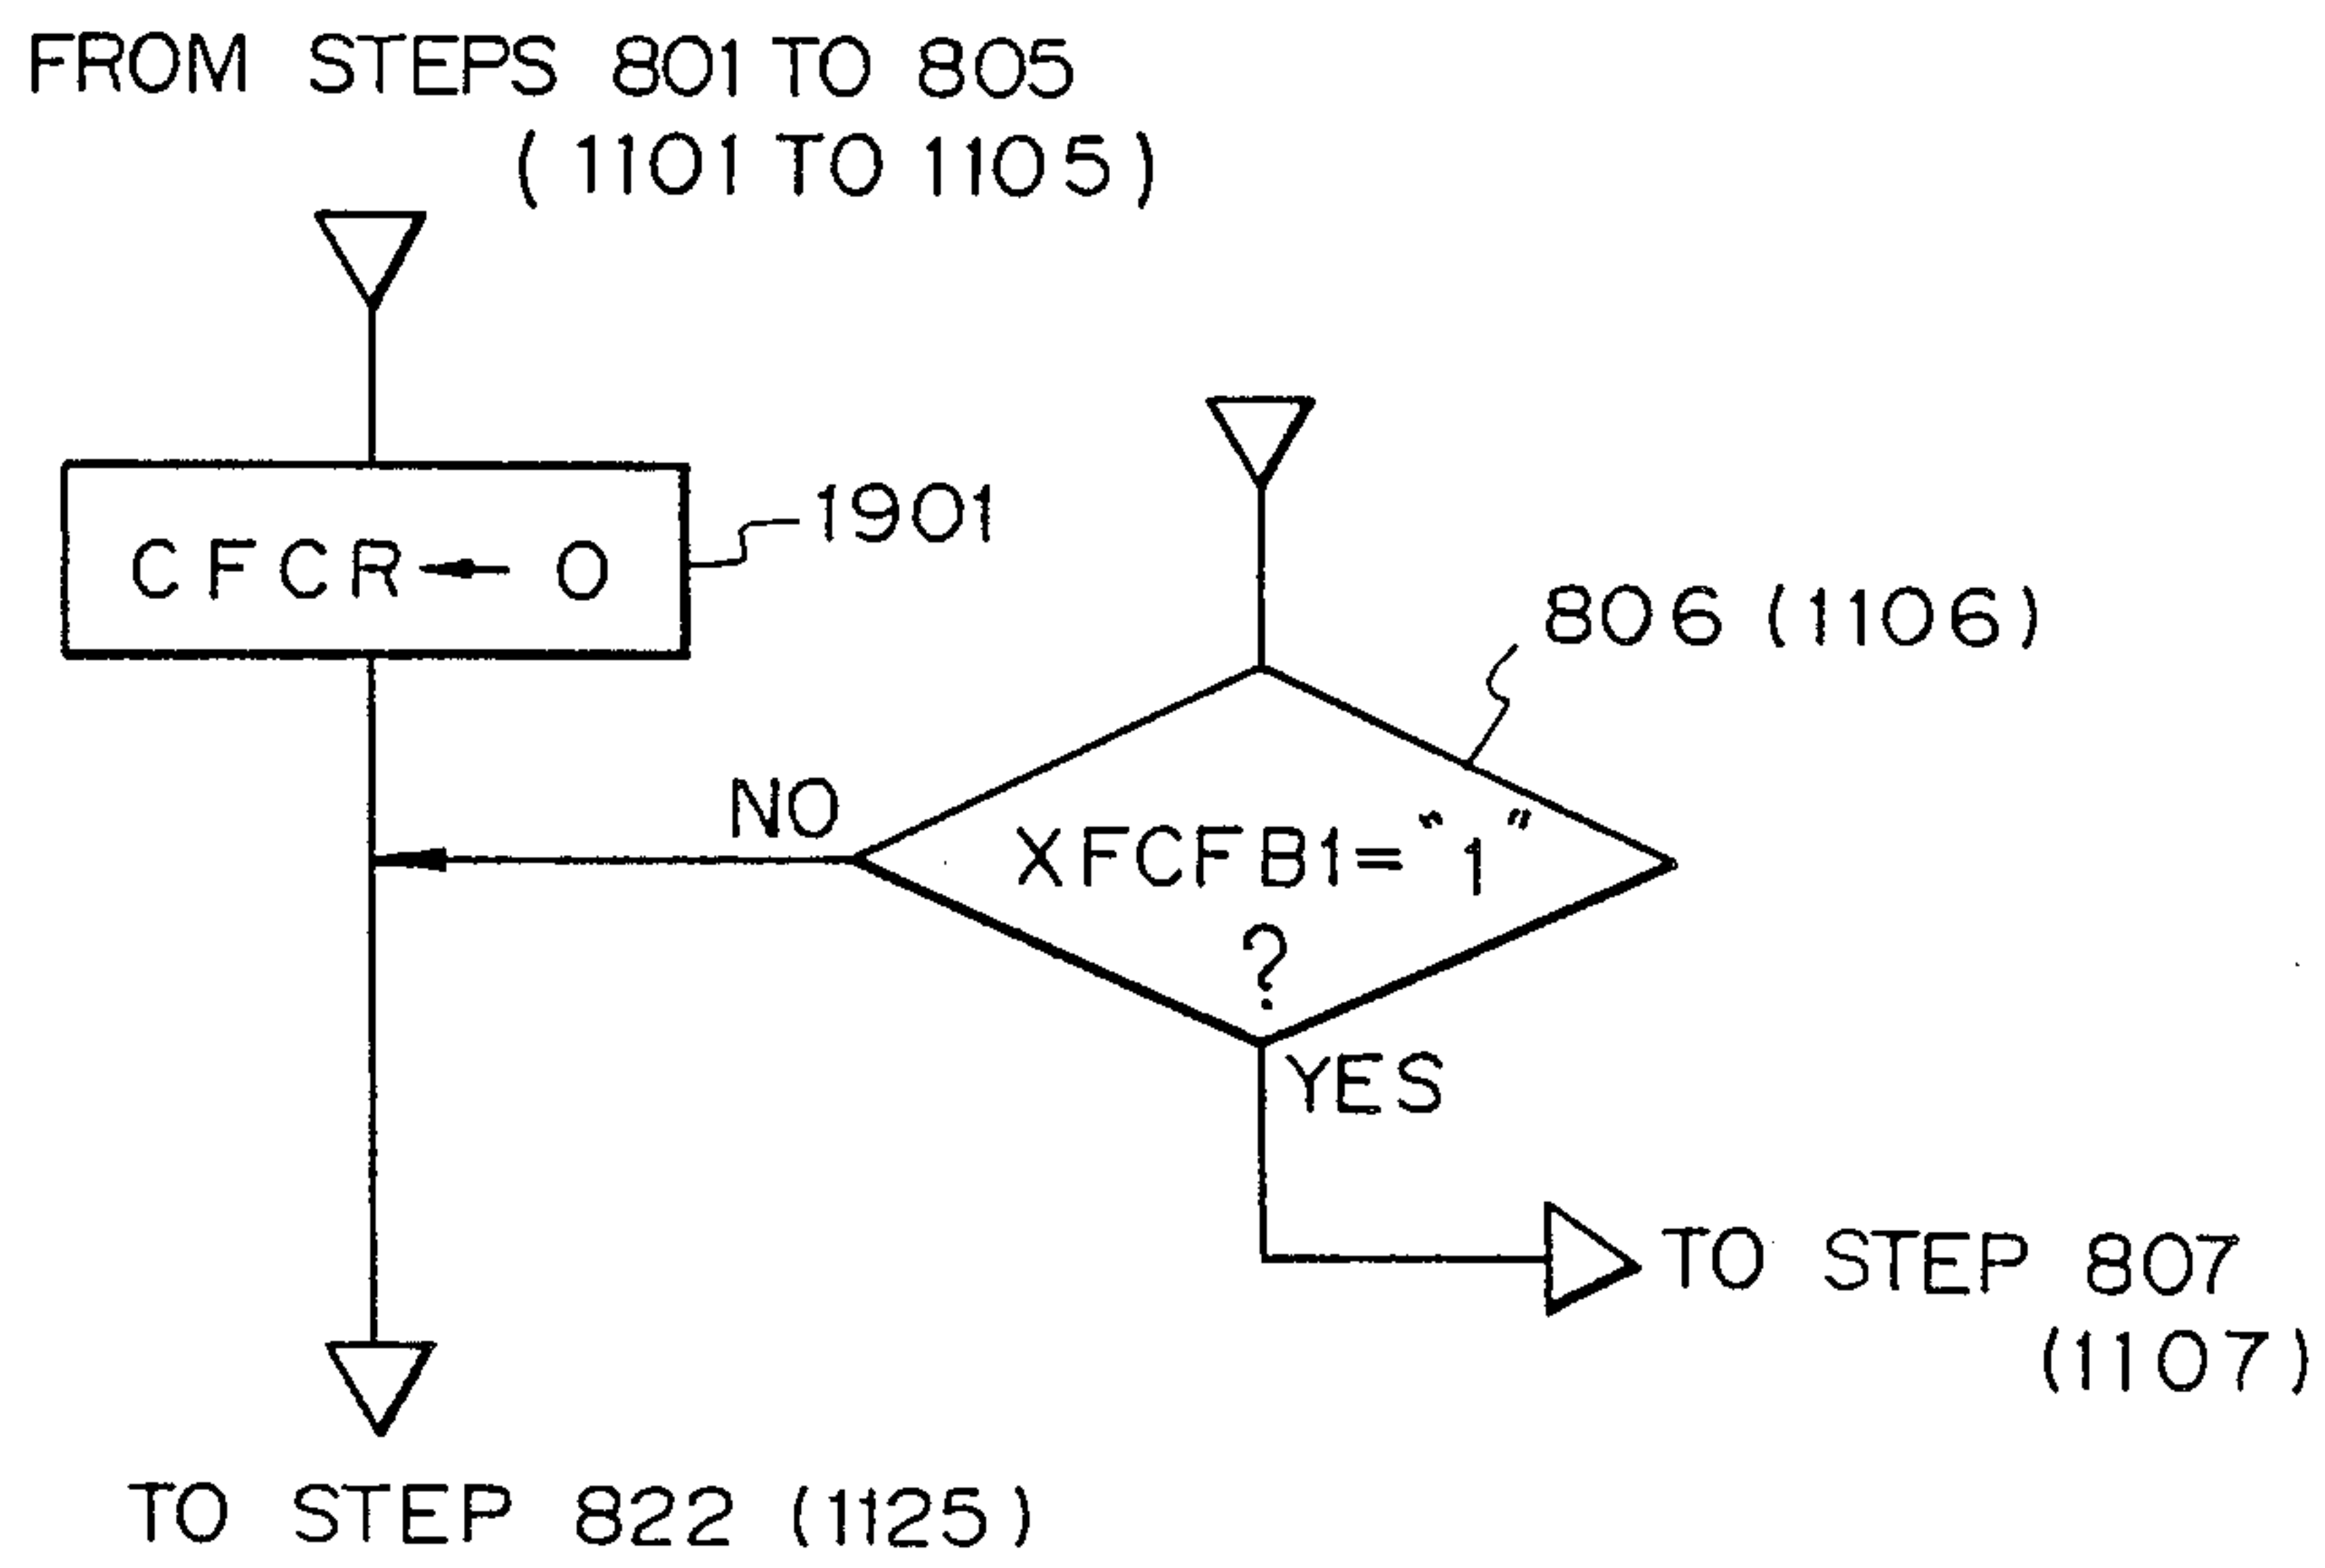 FROM STEPS 801 TO 805
(1101 TO 1105)
CFCR ← 0
1901
806 (1106)
NO
XFCFB1="1"
?
YES
TO STEP 807
(1107)
TO STEP 822 (1125)